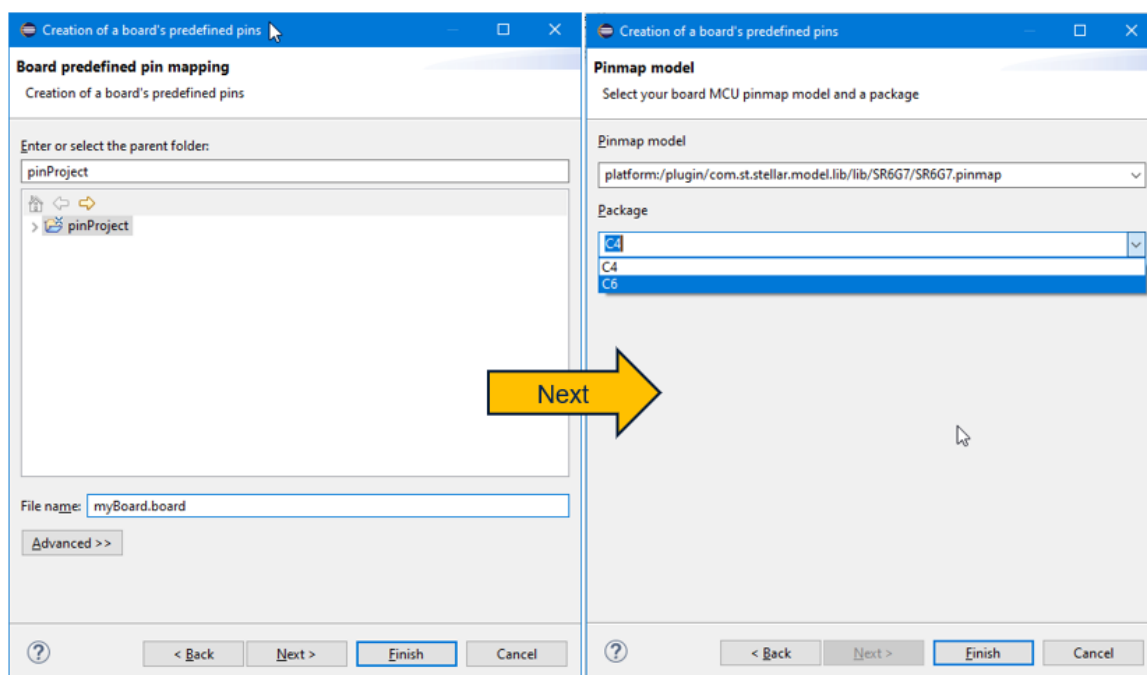 Creation of a board's predefined pins
Board predefined pin mapping
Creation of a board's predefined pins
Enter or select the parent folder:
pinProject
pinProject
File name: myBoard.board
Advanced >>
< Back Next > Finish Cancel
Next
Creation of a board's predefined pins
Pinmap model
Select your board MCU pinmap model and a package
Pinmap model
platform:/plugin/com.st.stellar.model.lib/lib/SR6G7/SR6G7.pinmap
Package
C4
C4
C6
< Back Next > Finish Cancel